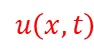 u(x, t)